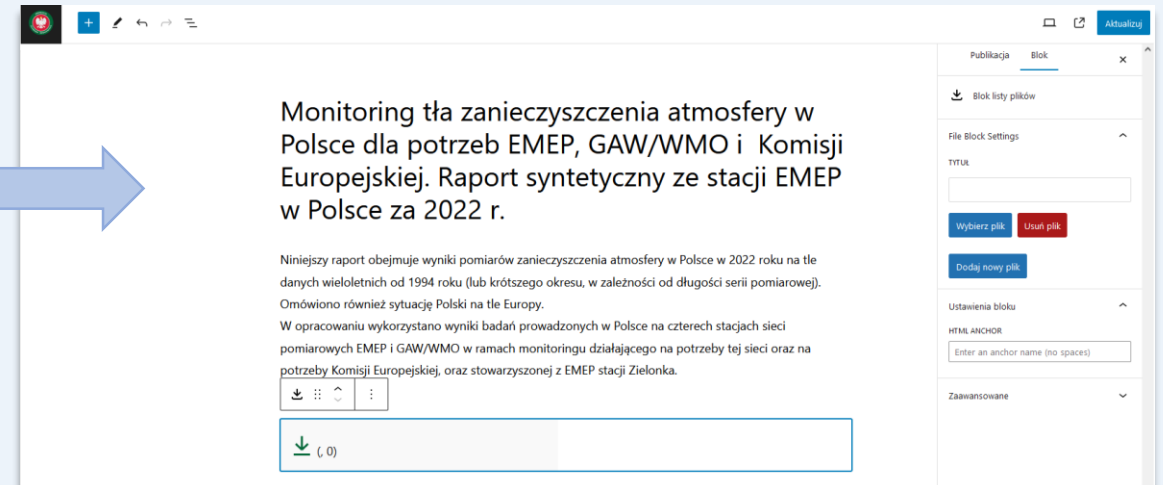 Aktualizuj
Monitoring tła zanieczyszczenia atmosfery w
Polsce dla potrzeb EMEP, GAW/WMO i Komisji
Europejskiej. Raport syntetyczny ze stacji EMEP
w Polsce za 2022 r.
Niniejszy raport obejmuje wyniki pomiarów zanieczyszczenia atmosfery w Polsce w 2022 roku na tle
danych wieloletnich od 1994 roku (lub krótszego okresu, w zależności od długości serii pomiarowej).
Omówiono również sytuację Polski na tle Europy.
W opracowaniu wykorzystano wyniki badań prowadzonych w Polsce na czterech stacjach sieci
pomiarowych EMEP i GAW/WMO w ramach monitoringu działającego na potrzeby tej sieci oraz na
potrzeby Komisji Europejskiej, oraz stowarzyszonej z EMEP stacji Zielonka.
(, 0)
Publikacja Blok
Blok listy plików
File Block Settings
TYTUŁ
Wybierz plik Usuń plik
Dodaj nowy plik
Ustawienia bloku
HTML ANCHOR
Enter an anchor name (no spaces)
Zaawansowane